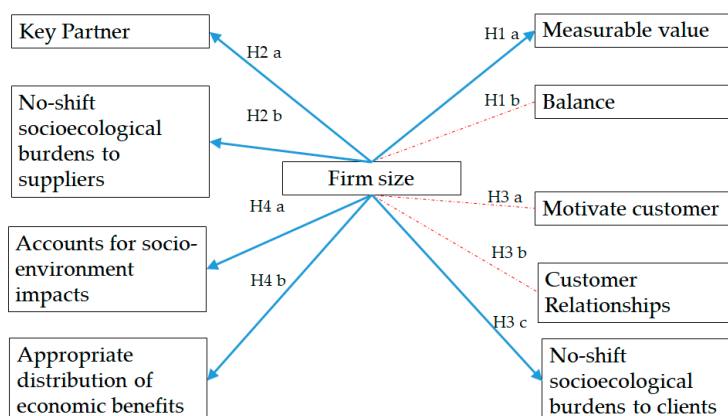 Key Partner
H2 a
H1 a
Measurable value
No-shift
socioecological
burdens to
suppliers
H2 b
H1 b
Balance
Firm size
H4 a
H3 a
Motivate customer
Accounts for socio-
environment
impacts
H4 b
H3 b
Customer
Relationships
H3 c
Appropriate
distribution of
economic benefits
No-shift
socioecological
burdens to clients